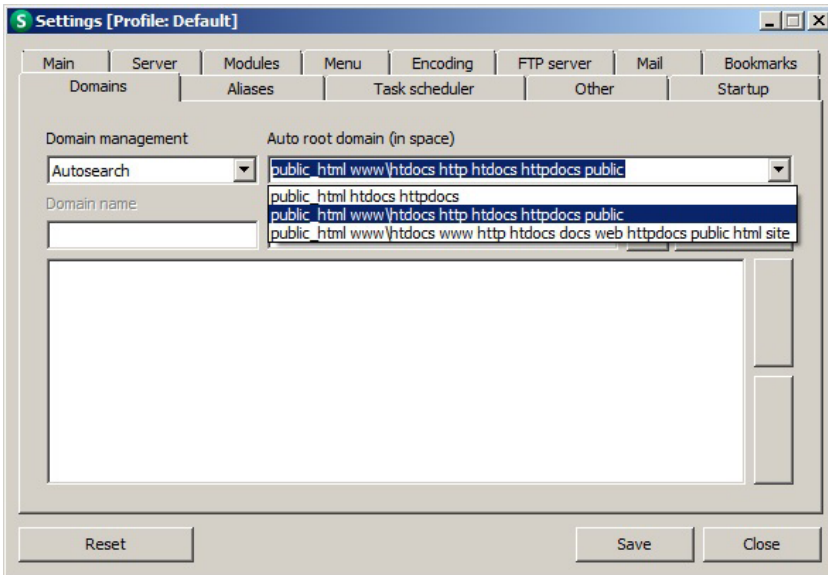 S Settings [Profile: Default]
Main Server Modules Menu Encoding FTP server Mail Bookmarks
Domains Aliases Task scheduler Other Startup
Domain management Auto root domain (in space)
Autosearch public_html www\htdocs http htdocs httpdocs public
public_html htdocs httpdocs
Domain name public_html www\htdocs http htdocs httpdocs public
public_html www\htdocs www http htdocs docs web httpdocs public html site
Reset Save Close